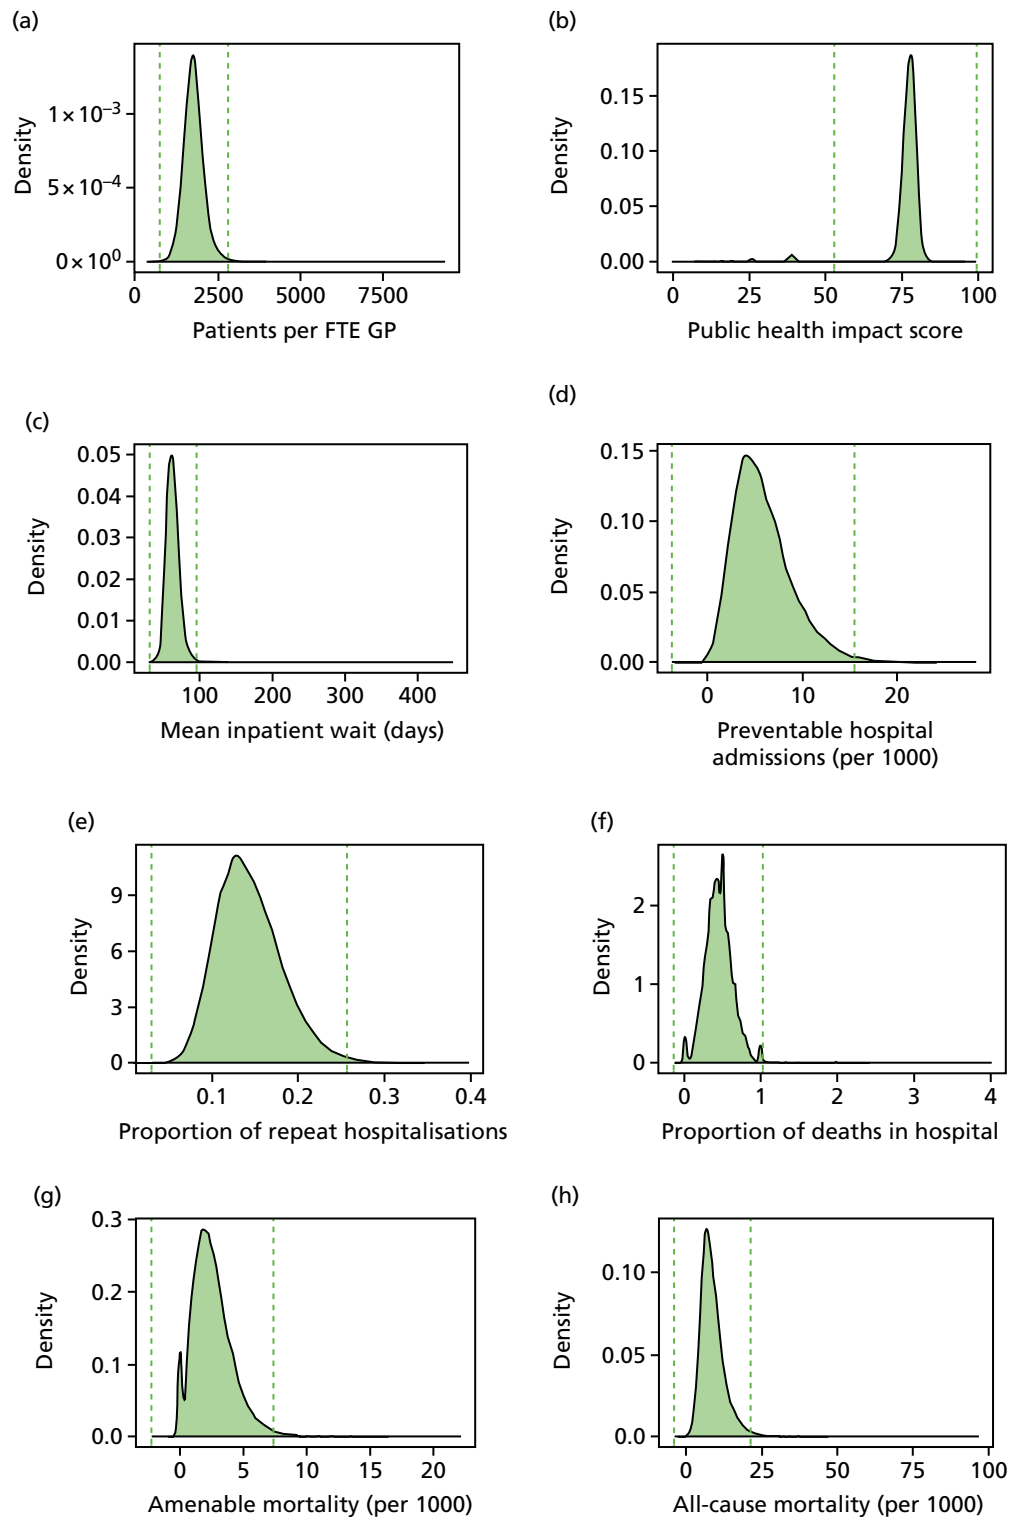 (a)
Density
1×10⁻³
5×10⁻⁴
0×10⁰
0 2500 5000 7500
Patients per FTE GP
(b)
Density
0.15
0.10
0.05
0.00
0 25 50 75 100
Public health impact score
(c)
Density
0.05
0.04
0.03
0.02
0.01
0.00
100 200 300 400
Mean inpatient wait (days)
(d)
Density
0.15
0.10
0.05
0.00
0 10 20
Preventable hospital
admissions (per 1000)
(e)
Density
9
6
3
0
0.1 0.2 0.3 0.4
Proportion of repeat hospitalisations
(f)
Density
2
1
0
0 1 2 3 4
Proportion of deaths in hospital
(g)
Density
0.3
0.2
0.1
0.0
0 5 10 15 20
Amenable mortality (per 1000)
(h)
Density
0.10
0.05
0.0
0 25 50 75 100
All-cause mortality (per 1000)